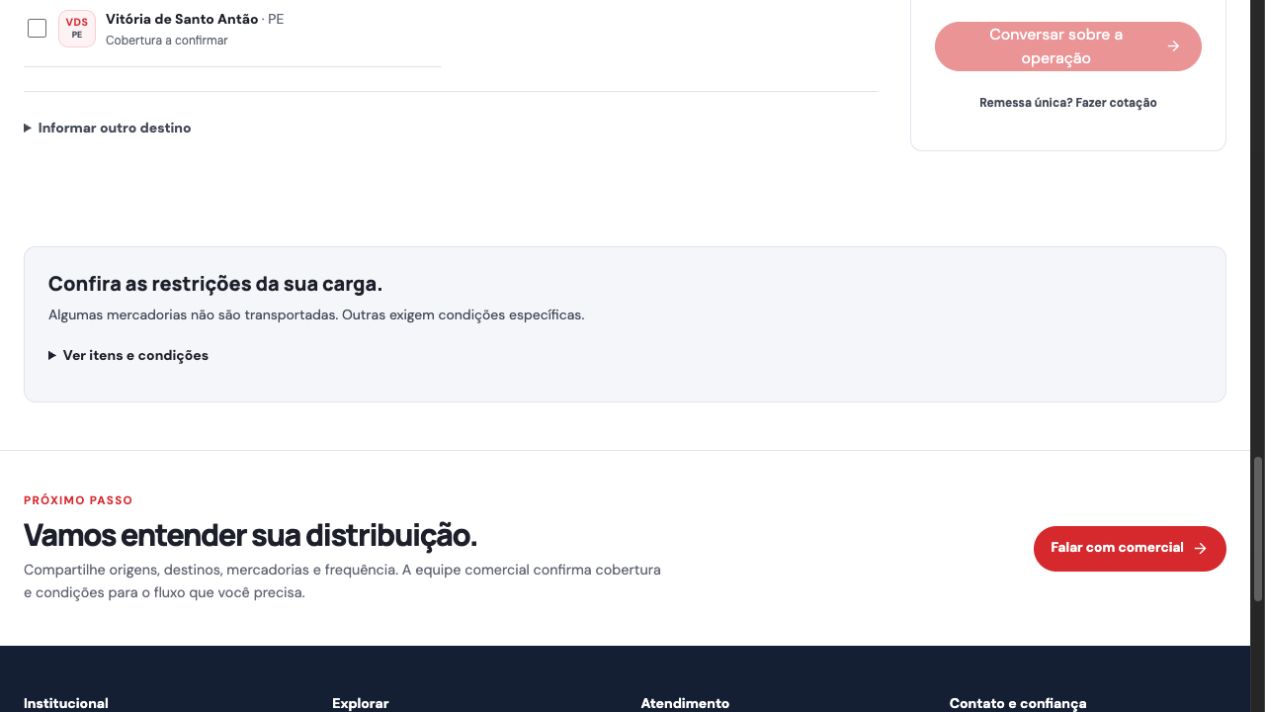 VDS
PE
Vitória de Santo Antão · PE
Cobertura a confirmar
Informar outro destino
Conversar sobre a
operação
Remessa única? Fazer cotação
Confira as restrições da sua carga.
Algumas mercadorias não são transportadas. Outras exigem condições específicas.
Ver itens e condições
PRÓXIMO PASSO
Vamos entender sua distribuição.
Compartilhe origens, destinos, mercadorias e frequência. A equipe comercial confirma cobertura
e condições para o fluxo que você precisa.
Falar com comercial
Institucional
Explorar
Atendimento
Contato e confiança